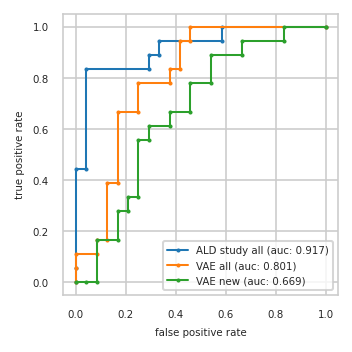 1.0
0.8
0.6
0.4
0.2
0.0
true positive rate
ALD study all (auc: 0.917)
VAE all (auc: 0.801)
VAE new (auc: 0.669)
0.0 0.2 0.4 0.6 0.8 1.0
false positive rate